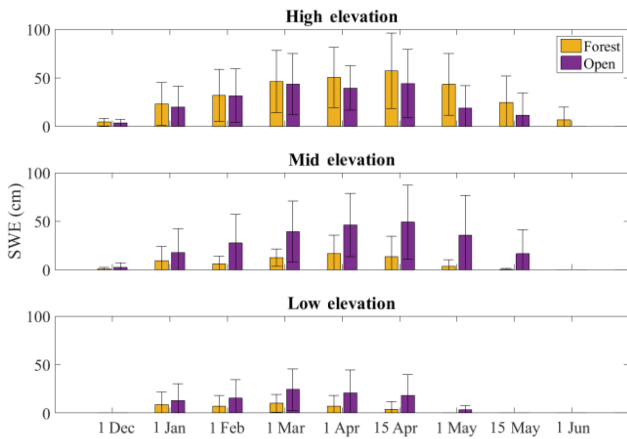 High elevation
100
50
0
Forest
Open
Mid elevation
100
50
0
SWE (cm)
Low elevation
100
50
0
1 Dec 1 Jan 1 Feb 1 Mar 1 Apr 15 Apr 1 May 15 May 1 Jun